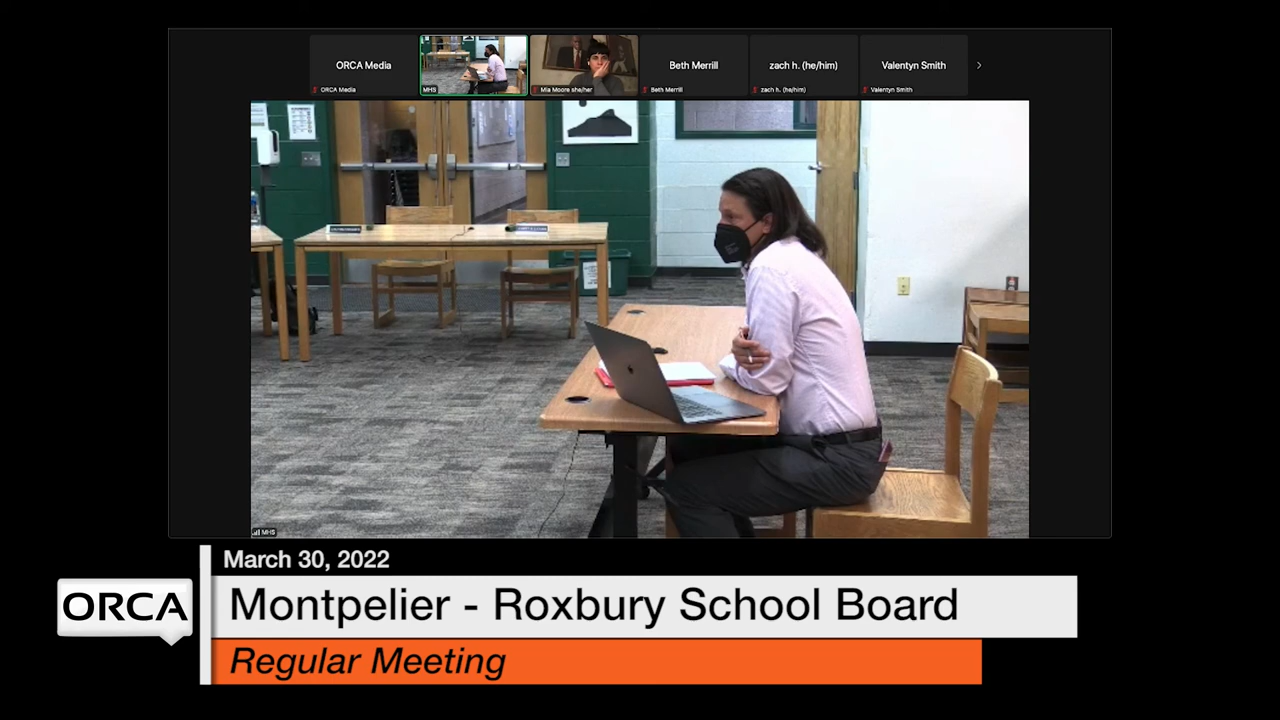 ORCA Media
Beth Merrill
zach h. (he/him)
Valentyn Smith
ORCA Media
MHS
Mia Moore she/her
Beth Merrill
zach h. (he/him)
Valentyn Smith
MHS
March 30, 2022
ORCA
Montpelier - Roxbury School Board
Regular Meeting